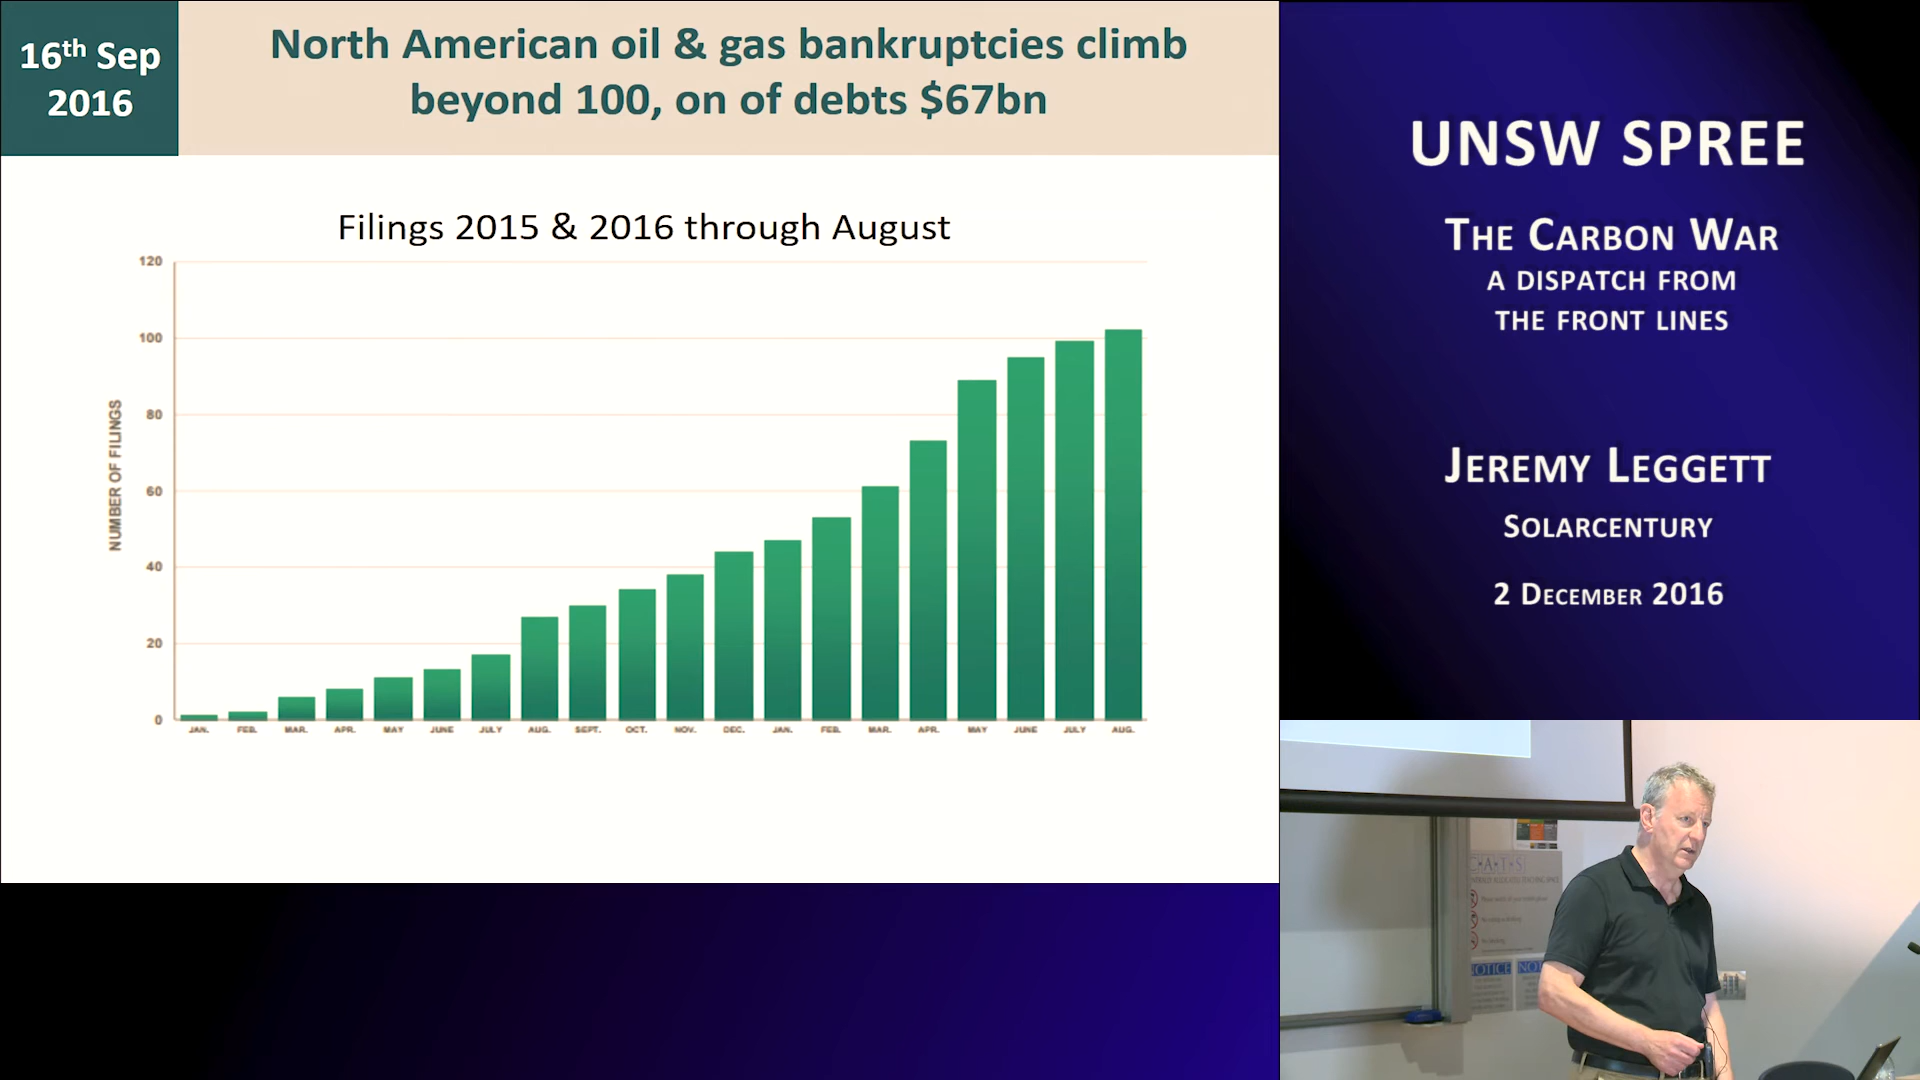 16th Sep
2016
North American oil & gas bankruptcies climb
beyond 100, on of debts $67bn
Filings 2015 & 2016 through August
NUMBER OF FILINGS
120
100
80
60
40
20
0
JAN. FEB. MAR. APR. MAY JUNE JULY AUG. SEPT. OCT. NOV. DEC. JAN. FEB. MAR. APR. MAY JUNE JULY AUG.
UNSW SPREE
THE CARBON WAR
A DISPATCH FROM
THE FRONT LINES
JEREMY LEGGETT
SOLARCENTURY
2 DECEMBER 2016
NOTICE